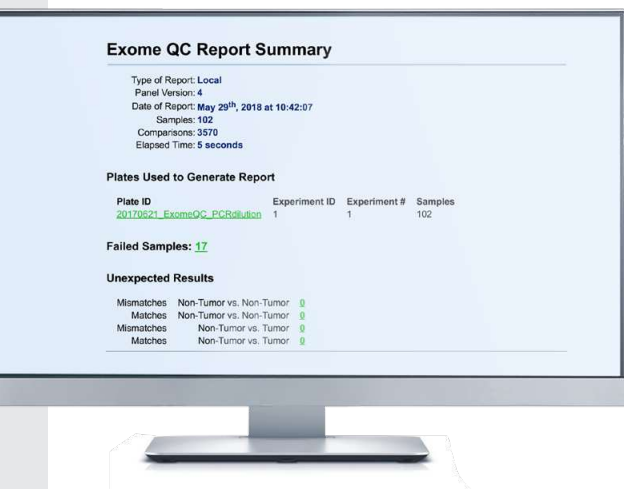 Exome QC Report Summary
Type of Report: Local
Panel Version: 4
Date of Report: May 29th, 2018 at 10:42:07
Samples: 102
Comparisons: 3570
Elapsed Time: 5 seconds
Plates Used to Generate Report
Plate ID Experiment ID Experiment # Samples
20170621_ExomeQC_PCRdilution 1 1 102
Failed Samples: 17
Unexpected Results
Mismatches Non-Tumor vs. Non-Tumor 0
Matches Non-Tumor vs. Non-Tumor 0
Mismatches Non-Tumor vs. Tumor 0
Matches Non-Tumor vs. Tumor 0